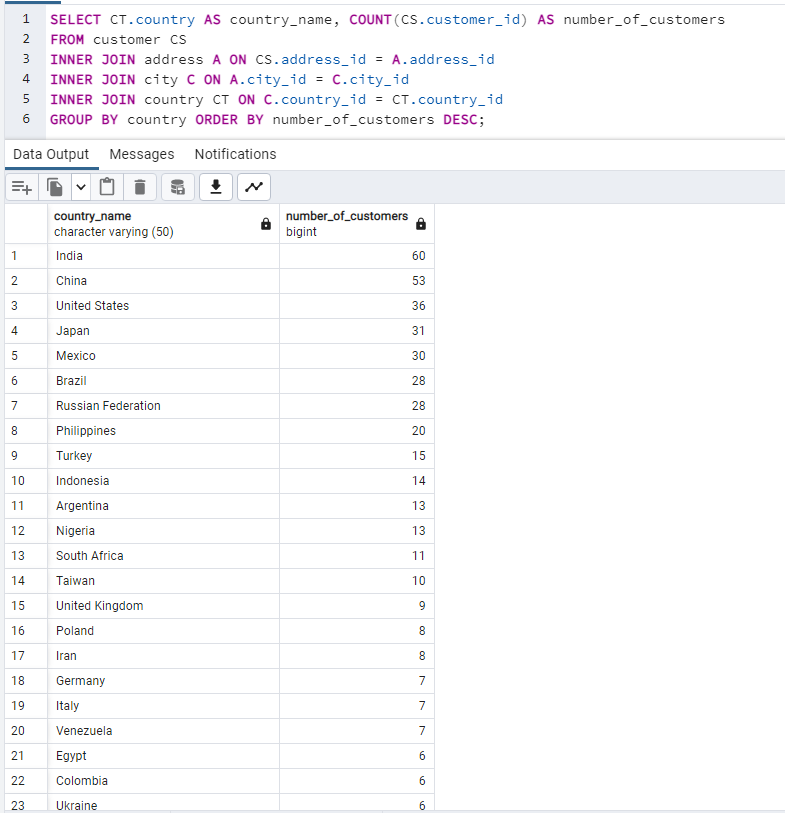 1 SELECT CT.country AS country_name, COUNT(CS.customer_id) AS number_of_customers
2 FROM customer CS
3 INNER JOIN address A ON CS.address_id = A.address_id
4 INNER JOIN city C ON A.city_id = C.city_id
5 INNER JOIN country CT ON C.country_id = CT.country_id
6 GROUP BY country ORDER BY number_of_customers DESC;
Data Output Messages Notifications
country_name number_of_customers
character varying (50) bigint
1 India 60
2 China 53
3 United States 36
4 Japan 31
5 Mexico 30
6 Brazil 28
7 Russian Federation 28
8 Philippines 20
9 Turkey 15
10 Indonesia 14
11 Argentina 13
12 Nigeria 13
13 South Africa 11
14 Taiwan 10
15 United Kingdom 9
16 Poland 8
17 Iran 8
18 Germany 7
19 Italy 7
20 Venezuela 7
21 Egypt 6
22 Colombia 6
23 Ukraine 6